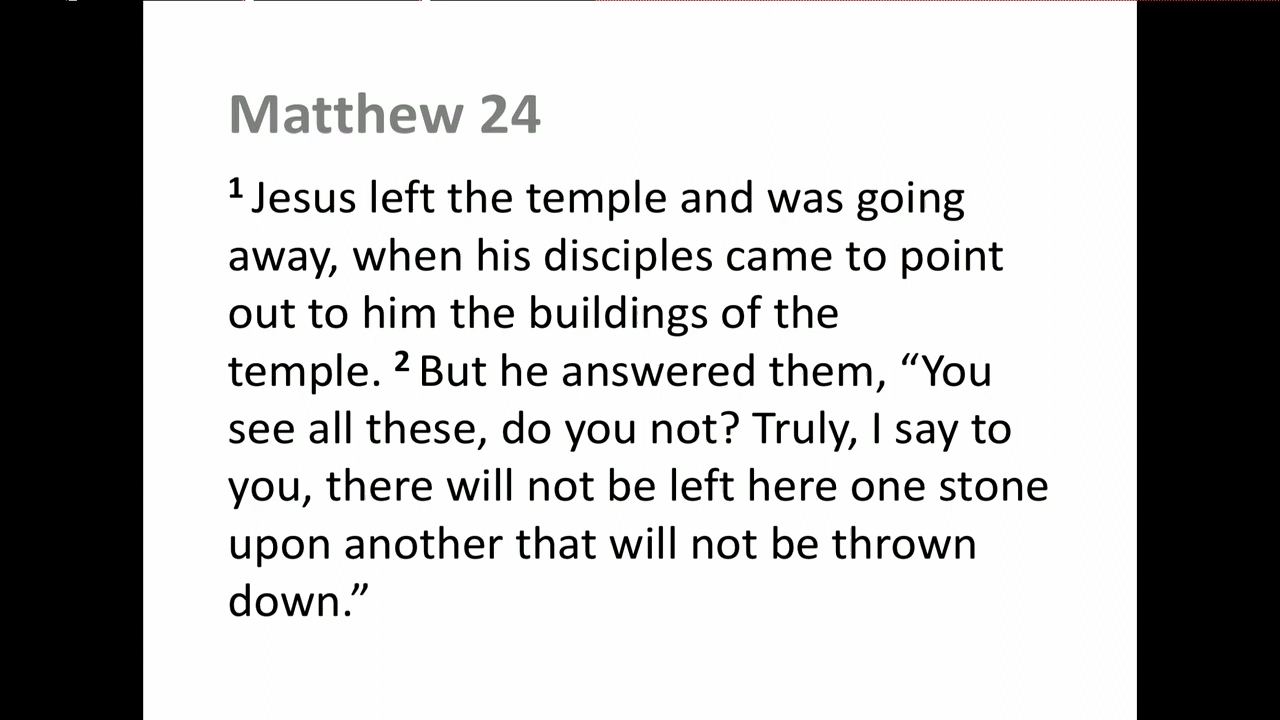 Matthew 24
1 Jesus left the temple and was going
away, when his disciples came to point
out to him the buildings of the
temple. 2 But he answered them, “You
see all these, do you not? Truly, I say to
you, there will not be left here one stone
upon another that will not be thrown
down.”